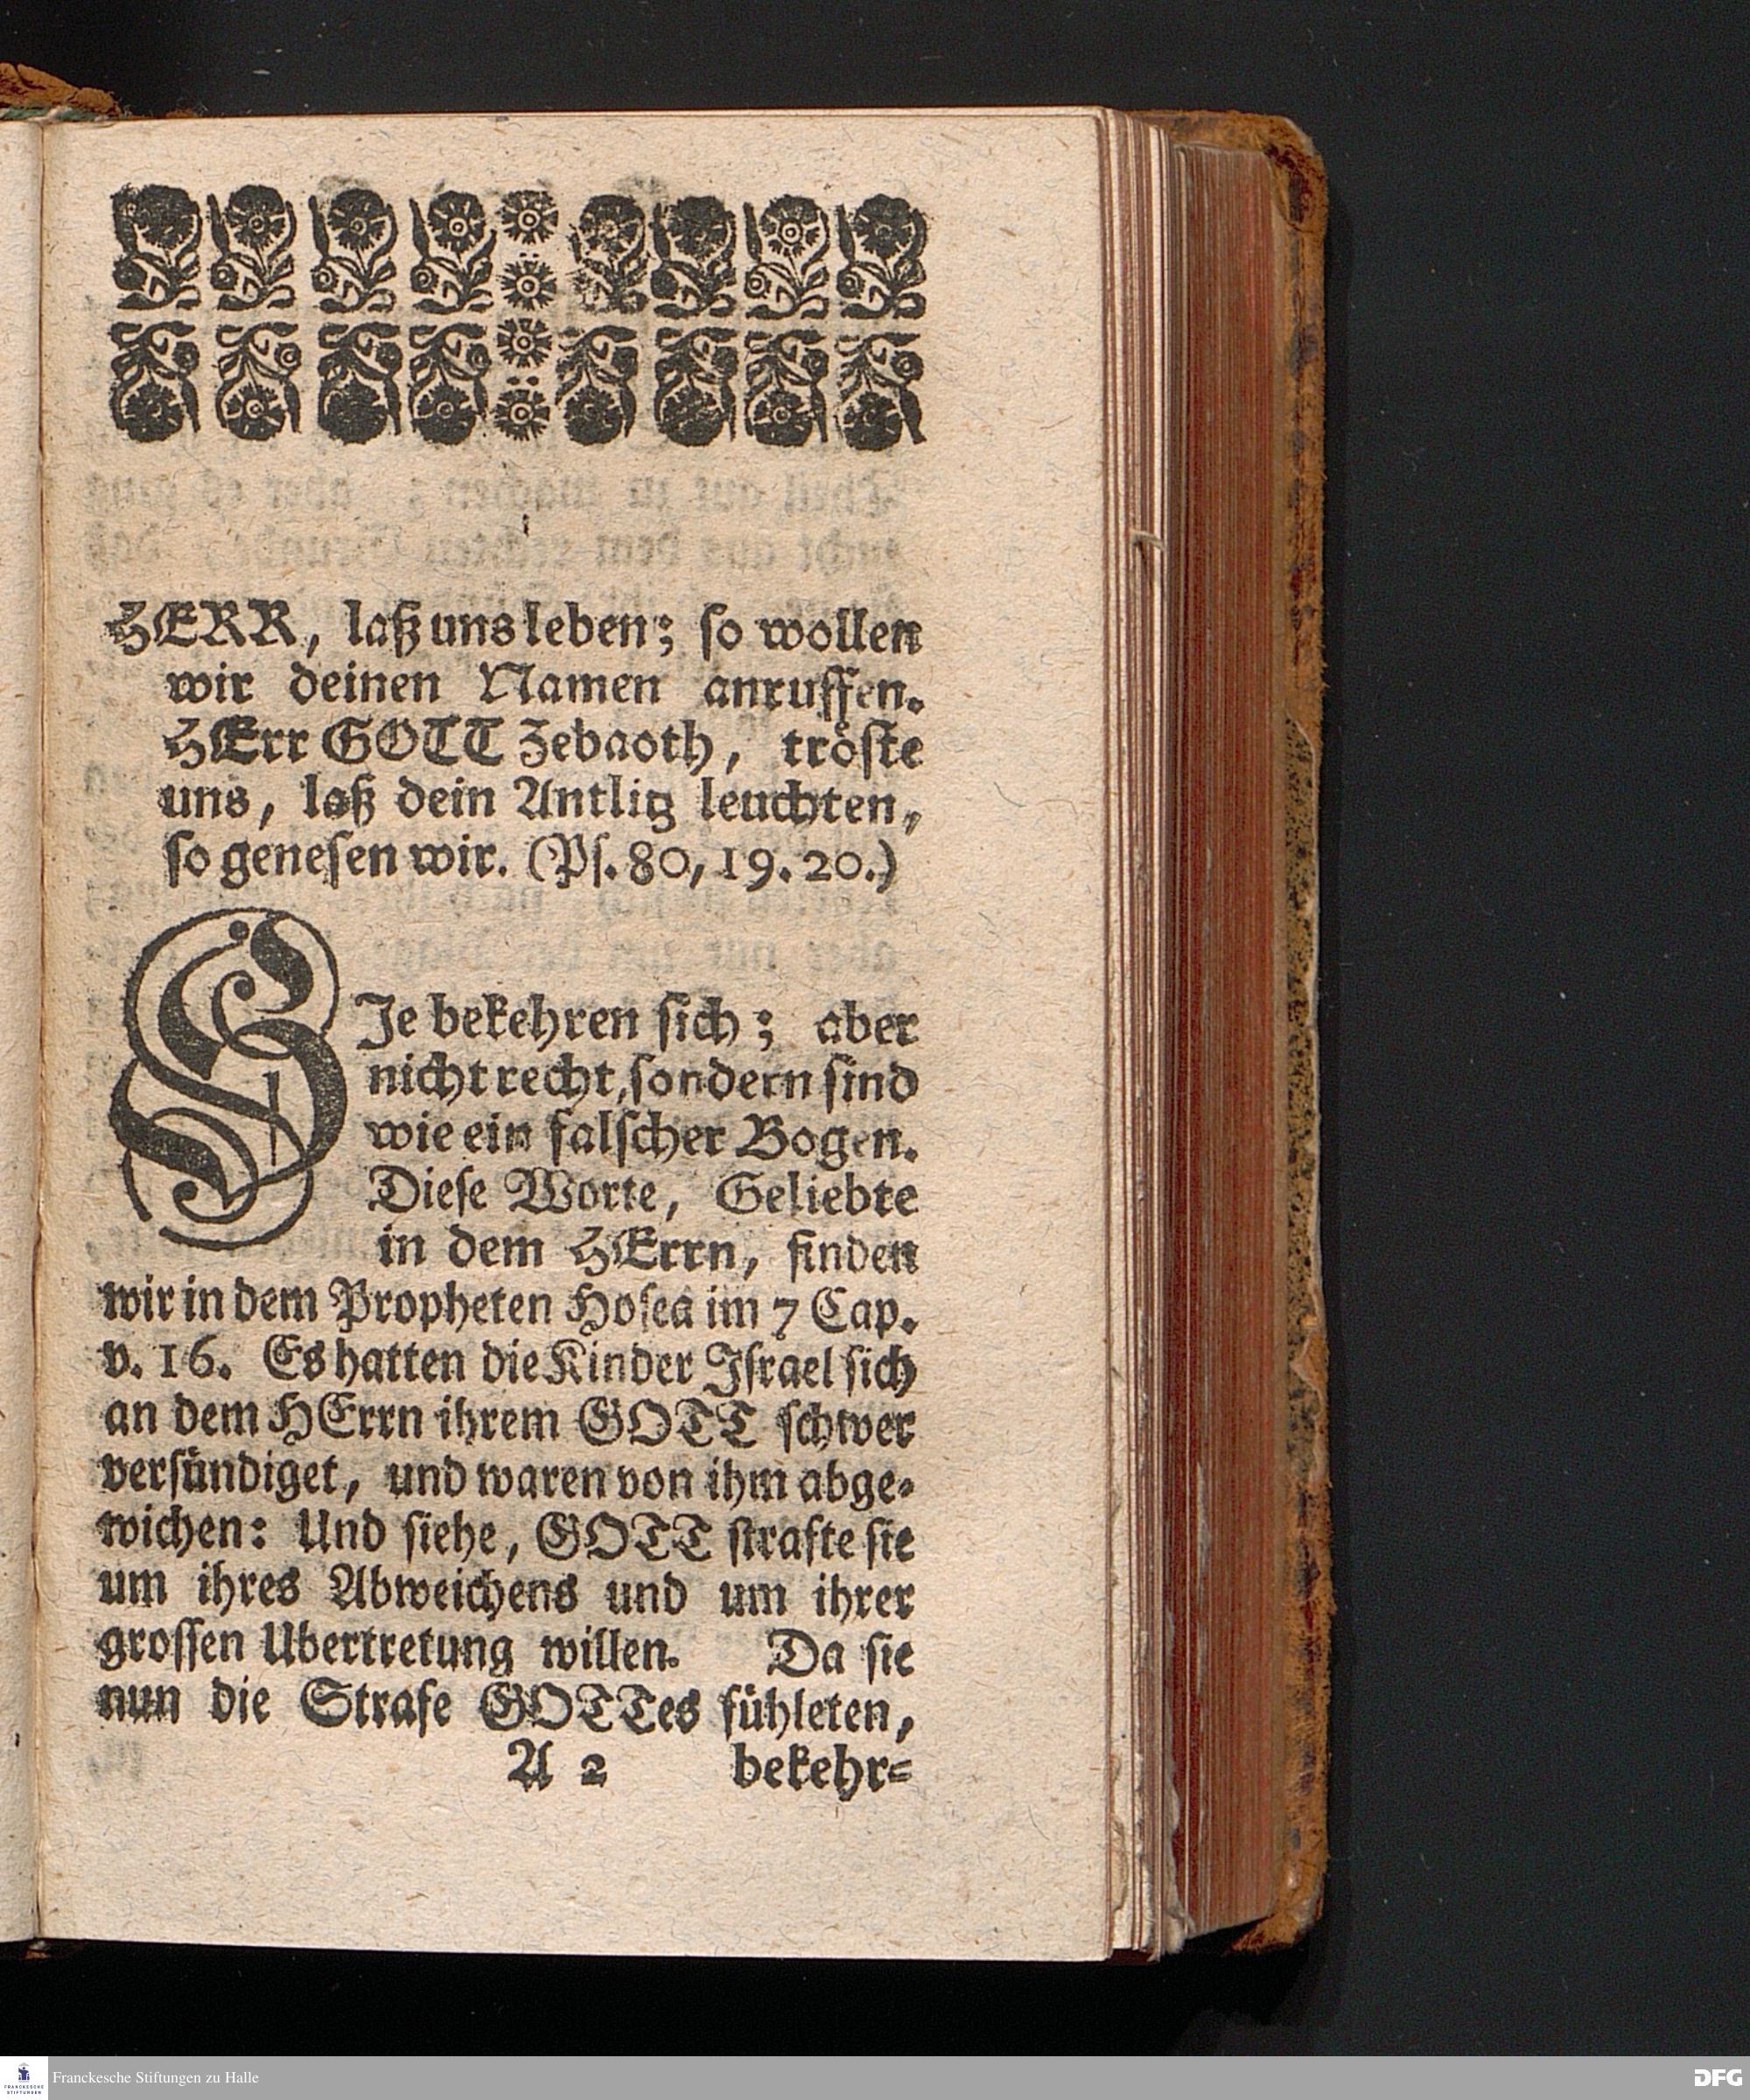 HERR, laß uns leben; so wollen
wir deinen Namen anruffen.
HErr GOTT Zebaoth, tröste
uns, laß dein Antlitz leuchten,
so genesen wir. (Ps. 80, 19. 20.)
SJe bekehren sich; aber
nicht recht, sondern sind
wie ein falscher Bogen.
Diese Worte, Geliebte
in dem HErrn, finden
wir in dem Propheten Hosea im 7 Cap.
v. 16. Es hatten die Kinder Israel sich
an dem HErrn ihrem GOTT schwer
versündiget, und waren von ihm abge-
wichen: Und siehe, GOTT strafte sie
um ihres Abweichens und um ihrer
grossen Ubertretung willen. Da sie
nun die Strafe GOTTes fühleten,
A 2 bekehr-
FRANCKESCHE STIFTUNGEN
Franckesche Stiftungen zu Halle
DFG